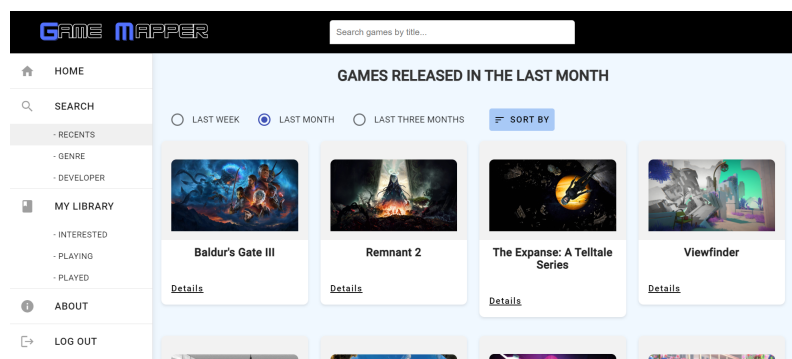 GAME MAPPER
Search games by title...
HOME
SEARCH
- RECENTS
- GENRE
- DEVELOPER
MY LIBRARY
- INTERESTED
- PLAYING
- PLAYED
ABOUT
LOG OUT
GAMES RELEASED IN THE LAST MONTH
LAST WEEK
LAST MONTH
LAST THREE MONTHS
SORT BY
Baldur's Gate III
Details
Remnant 2
Details
The Expanse: A Telltale
Series
Details
Viewfinder
Details